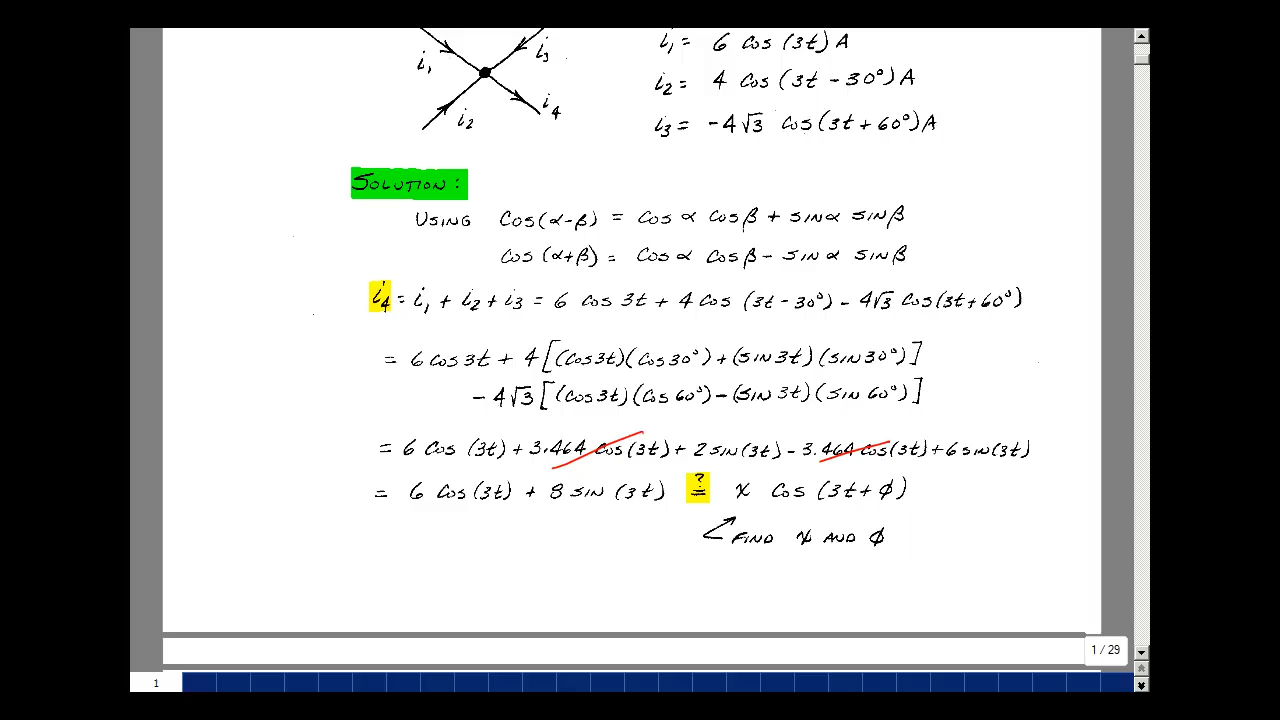 i₁ = 6 cos (3t) A
i₁
i₃
i₂ = 4 cos (3t - 30°) A
i₄
i₂
i₃ = -4√3 cos (3t + 60°) A
SOLUTION:
USING cos(α-β) = cos α cos β + sin α sin β
cos (α+β) = cos α cos β - sin α sin β
i₄ = i₁ + i₂ + i₃ = 6 cos 3t + 4 cos (3t - 30°) - 4√3 cos(3t + 60°)
= 6 cos 3t + 4 [(cos 3t)(cos 30°) + (sin 3t)(sin 30°)]
- 4√3 [(cos 3t)(cos 60°) - (sin 3t)(sin 60°)]
= 6 cos (3t) + 3.464 cos(3t) + 2 sin(3t) - 3.464 cos(3t) + 6 sin(3t)
= 6 cos(3t) + 8 sin (3t) ≟ x cos (3t + φ)
FIND x AND φ
1 / 29
1